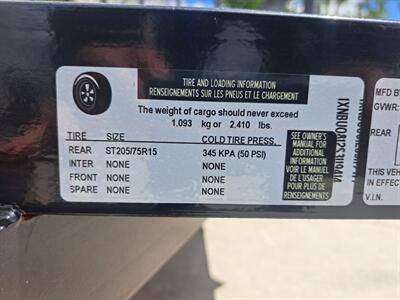 TIRE AND LOADING INFORMATION
RENSEIGNEMENTS SUR LES PNEUS ET LE CHARGEMENT
The weight of cargo should never exceed
1.093 kg or 2.410 lbs.
TIRE SIZE COLD TIRE PRESS.
REAR ST205/75R15 345 KPA (50 PSI)
INTER NONE NONE
FRONT NONE NONE
SPARE NONE NONE
SEE OWNER'S
MANUAL FOR
ADDITIONAL
INFORMATION
VOIR LE MANUEL
DE L'USAGER
POUR PLUS DE
RENSEIGNEMENTS
MFD BY
GVWR:
REAR
THIS VEH
IN EFFECT
V.I.N.